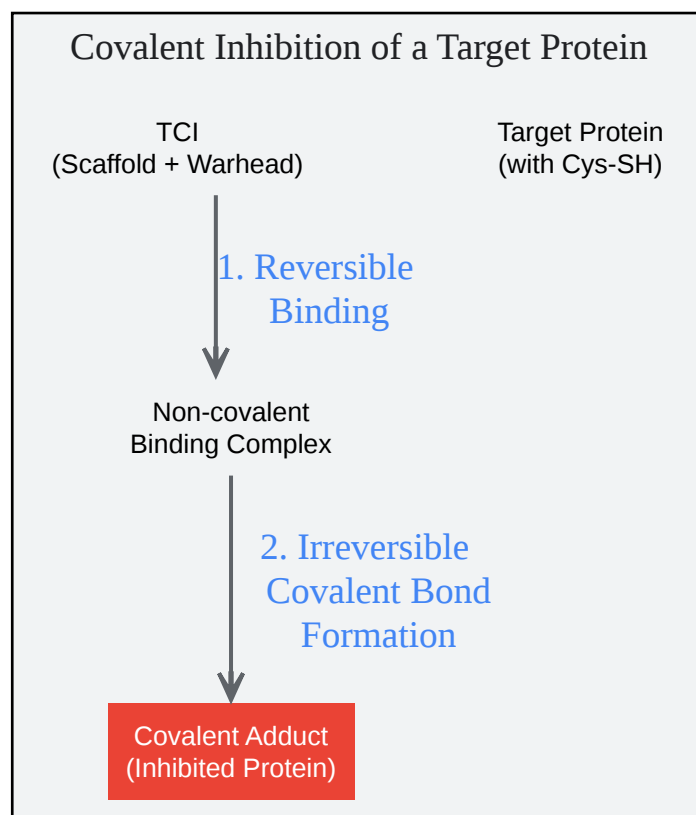 Covalent Inhibition of a Target Protein
TCI
(Scaffold + Warhead)
Target Protein
(with Cys-SH)
1. Reversible
Binding
Non-covalent
Binding Complex
2. Irreversible
Covalent Bond
Formation
Covalent Adduct
(Inhibited Protein)